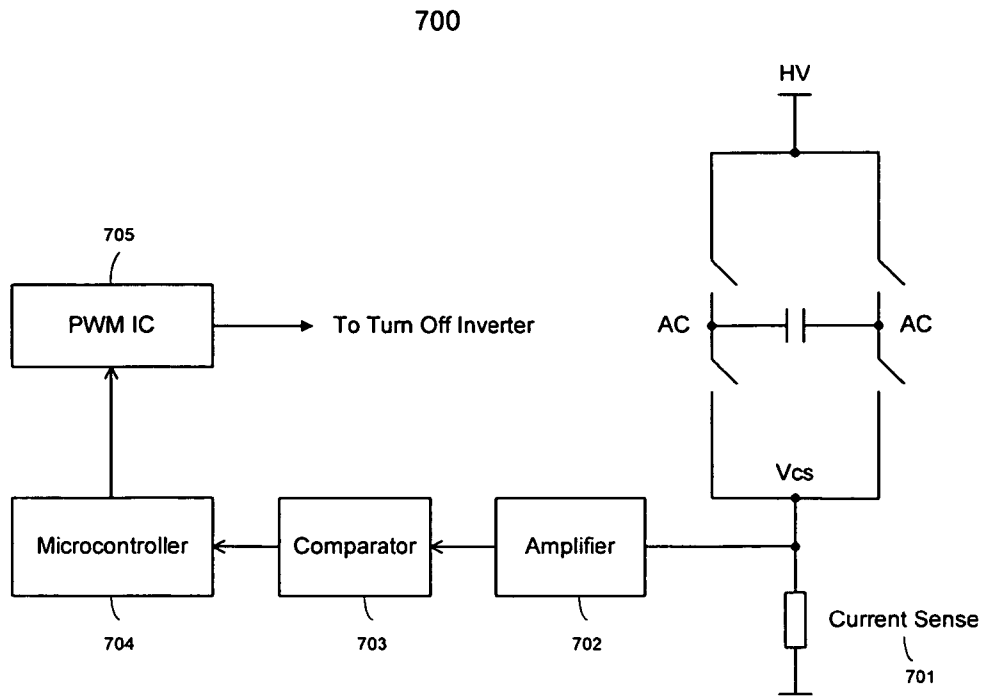 700
HV
705
PWM IC
To Turn Off Inverter
AC
AC
Vcs
Microcontroller
Comparator
Amplifier
704
703
702
Current Sense
701